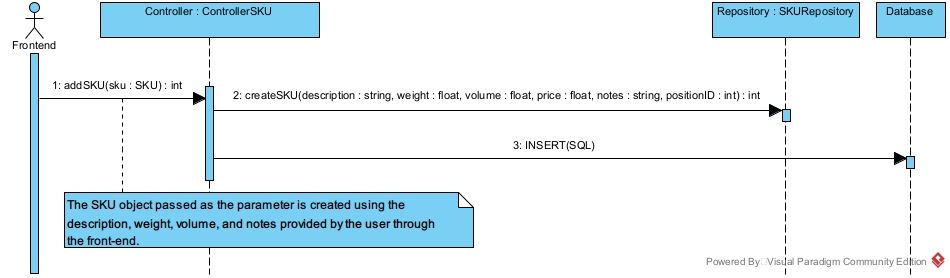 Controller : ControllerSKU
Repository : SKURepository
Database
Frontend
1: addSKU(sku : SKU) : int
2: createSKU(description : string, weight : float, volume : float, price : float, notes : string, positionID : int) : int
3: INSERT(SQL)
The SKU object passed as the parameter is created using the
description, weight, volume, and notes provided by the user through
the front-end.
Powered By Visual Paradigm Community Edition